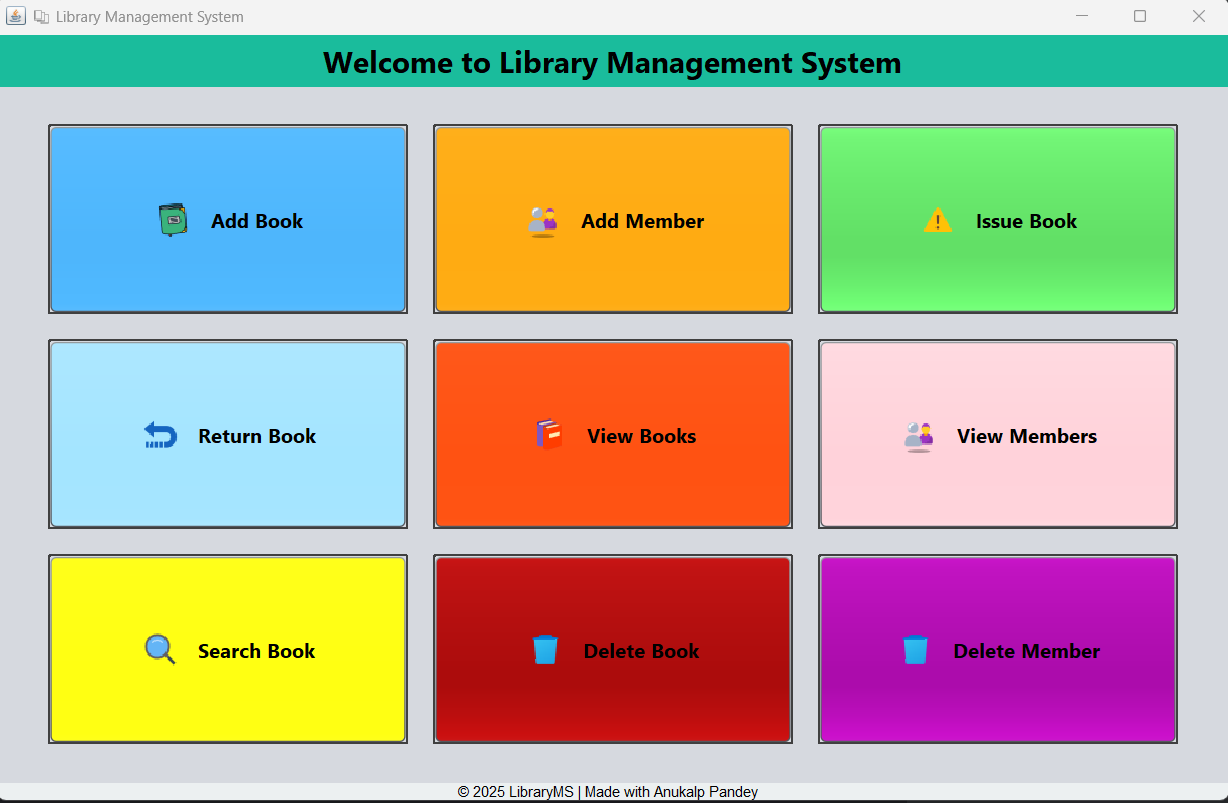 Library Management System
Welcome to Library Management System
Add Book
Add Member
Issue Book
Return Book
View Books
View Members
Search Book
Delete Book
Delete Member
© 2025 LibraryMS | Made with Anukalp Pandey